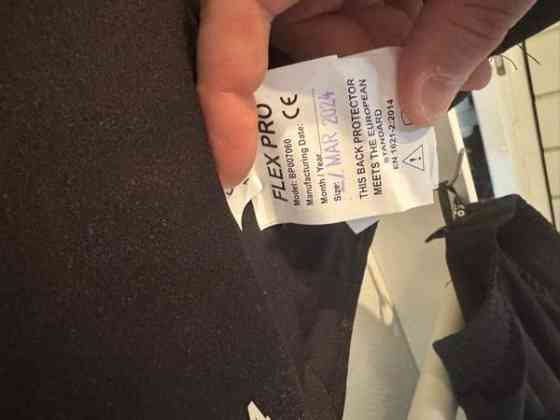 FLEX PRO
CE
Model: BP007060
Manufacturing Date:
Month / Year
MAR 2024
Size:
THIS BACK PROTECTOR
MEETS THE EUROPEAN
STANDARD
EN 1621-2:2014